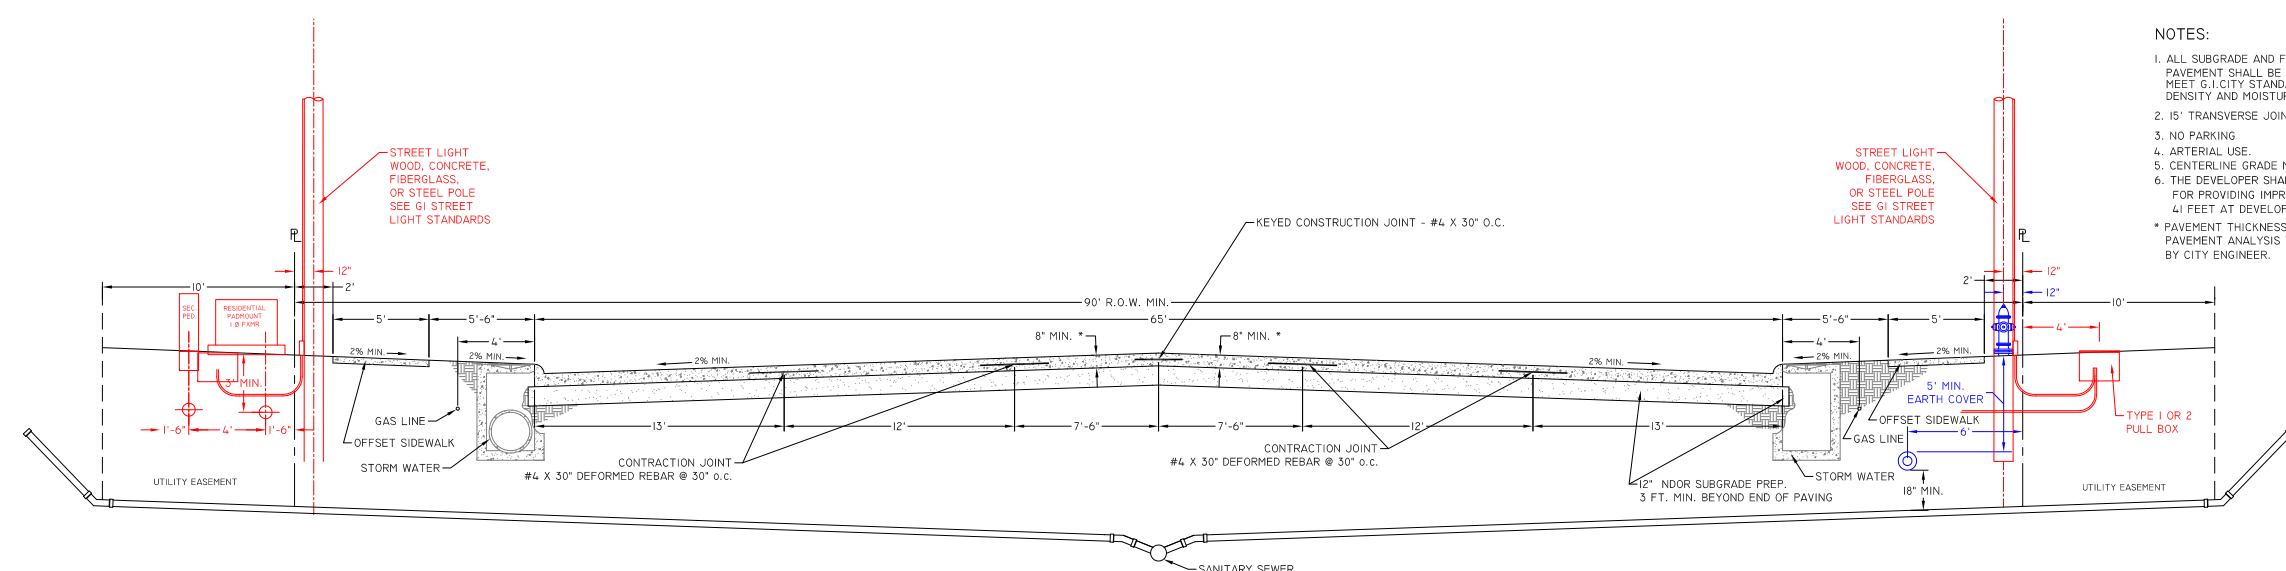 NOTES:
1. ALL SUBGRADE AND F
PAVEMENT SHALL BE
MEET G.I.CITY STAND
DENSITY AND MOISTUR
2. 15' TRANSVERSE JOIN
3. NO PARKING
4. ARTERIAL USE.
5. CENTERLINE GRADE M
6. THE DEVELOPER SHA
FOR PROVIDING IMPR
41 FEET AT DEVELOP
* PAVEMENT THICKNESS
PAVEMENT ANALYSIS
BY CITY ENGINEER.
STREET LIGHT
WOOD, CONCRETE,
FIBERGLASS,
OR STEEL POLE
SEE GI STREET
LIGHT STANDARDS
STREET LIGHT
WOOD, CONCRETE,
FIBERGLASS,
OR STEEL POLE
SEE GI STREET
LIGHT STANDARDS
KEYED CONSTRUCTION JOINT - #4 X 30" O.C.
PL
PL
12"
12"
10'
2'
2'
12"
90' R.O.W. MIN.
10'
SEC
PED.
RESIDENTIAL
PADMOUNT
1 Ø FXMR
5'
5'-6"
65'
5'-6"
5'
4'
4'
4'
8" MIN. *
8" MIN. *
2% MIN.
2% MIN.
2%
2% MIN.
2% MIN.
2% MIN.
3' MIN.
5' MIN.
EARTH COVER
GAS LINE
OFFSET SIDEWALK
STORM WATER
1'-6"
4'
1'-6"
13'
12'
7'-6"
7'-6"
12'
13'
OFFSET SIDEWALK
GAS LINE
6'
TYPE 1 OR 2
PULL BOX
CONTRACTION JOINT
#4 X 30" DEFORMED REBAR @ 30" O.C.
CONTRACTION JOINT
#4 X 30" DEFORMED REBAR @ 30" O.C.
12" NDOR SUBGRADE PREP.
3 FT. MIN. BEYOND END OF PAVING
STORM WATER
18" MIN.
UTILITY EASEMENT
UTILITY EASEMENT
SANITARY SEWER